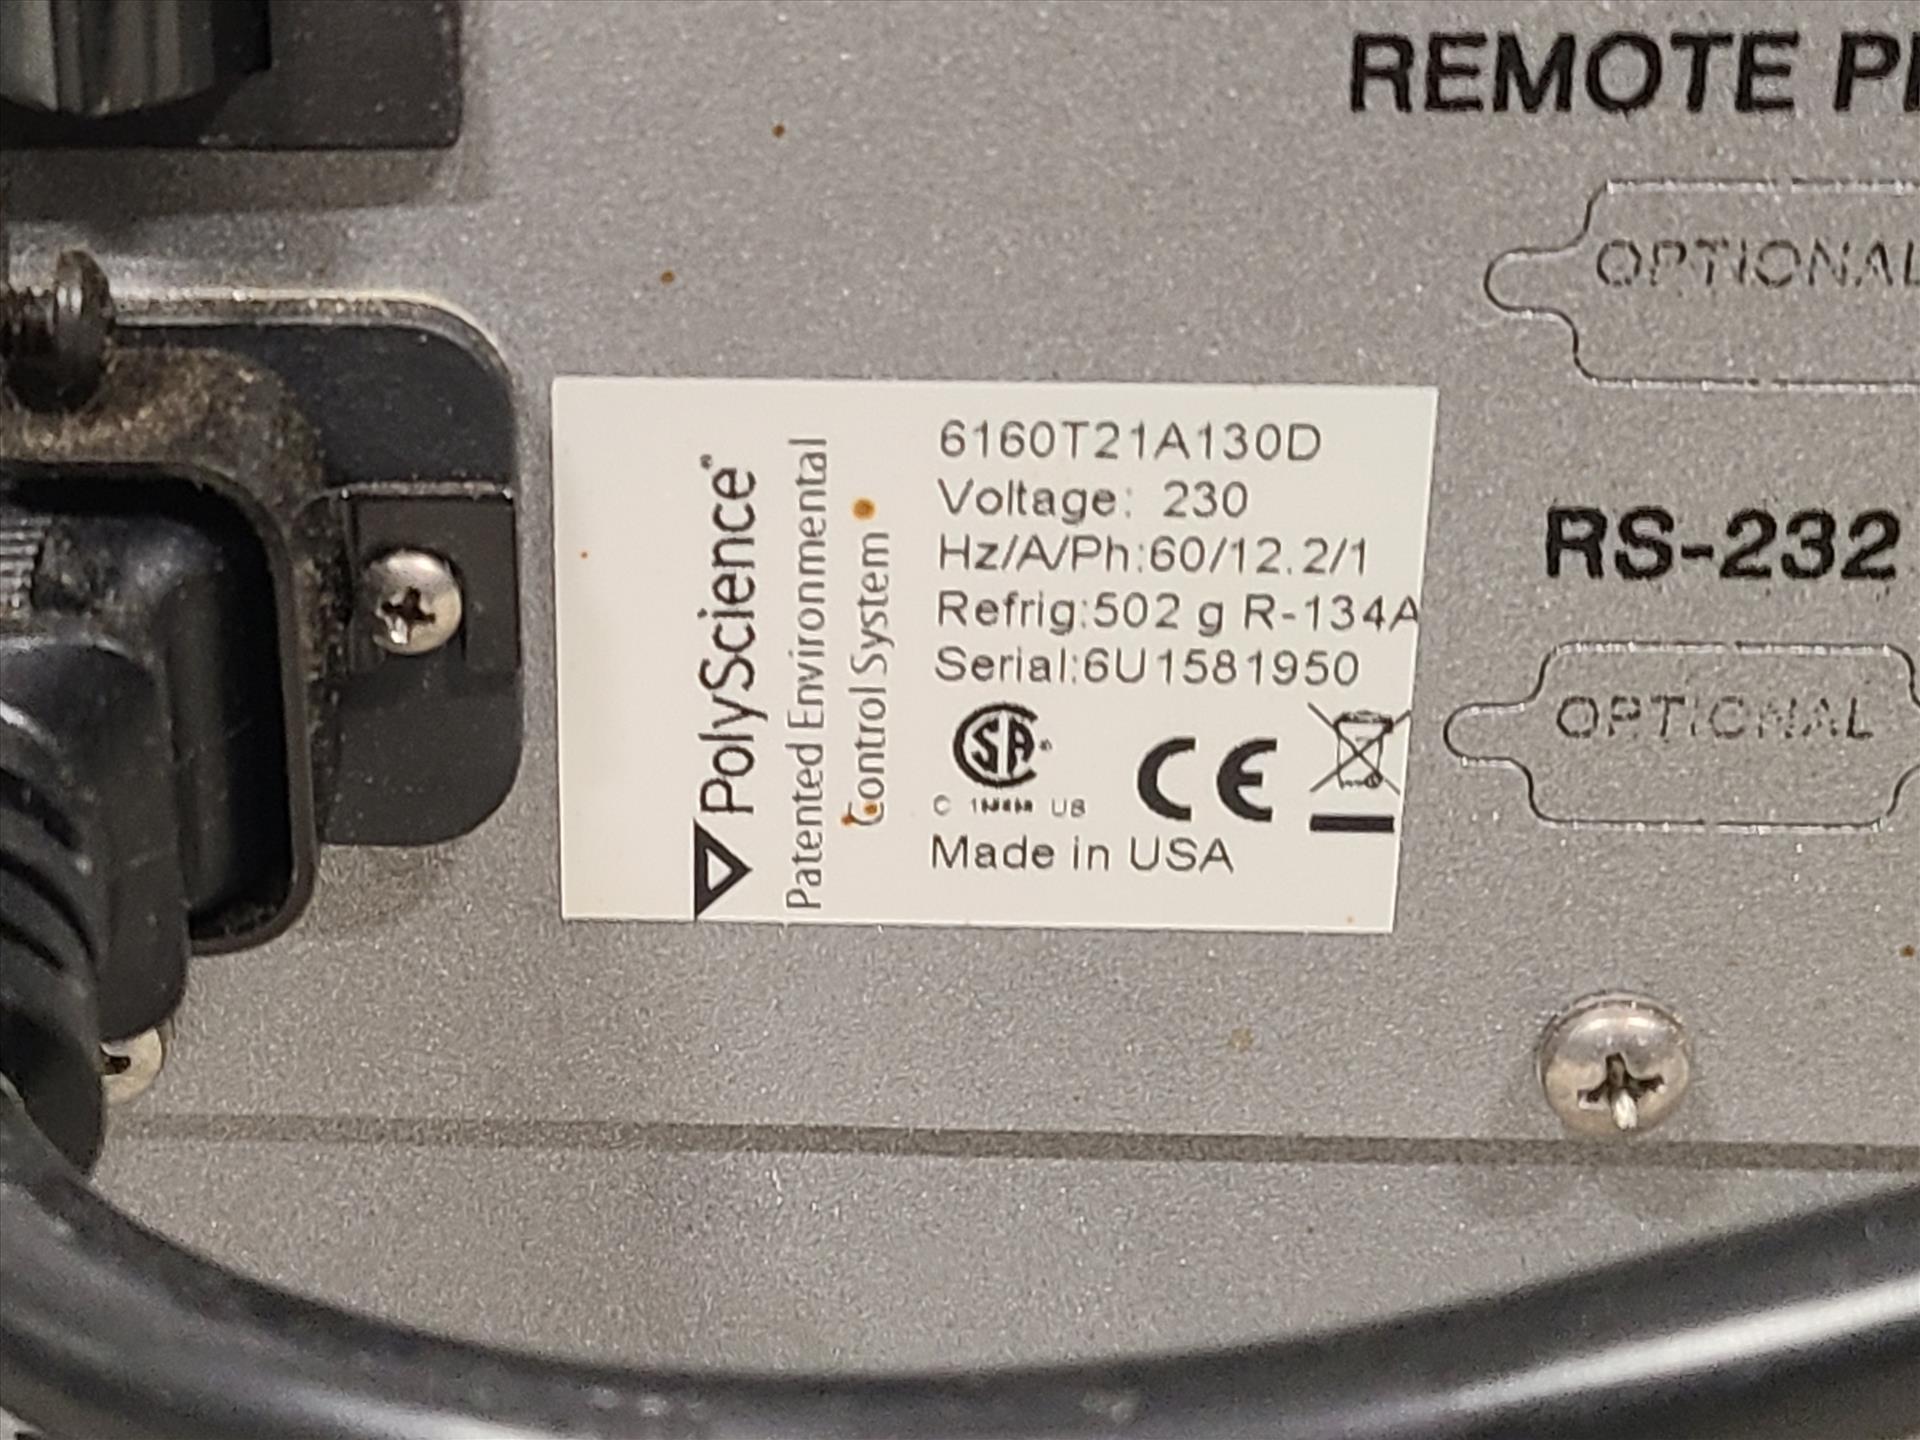 REMOTE
OPTIONAL
PolyScience®
Patented Environmental
Control System
6160T21A130D
Voltage: 230
Hz/A/Ph:60/12.2/1
Refrig:502 g R-134A
Serial:6U1581950
SA
C US
CE
Made in USA
RS-232
OPTIONAL